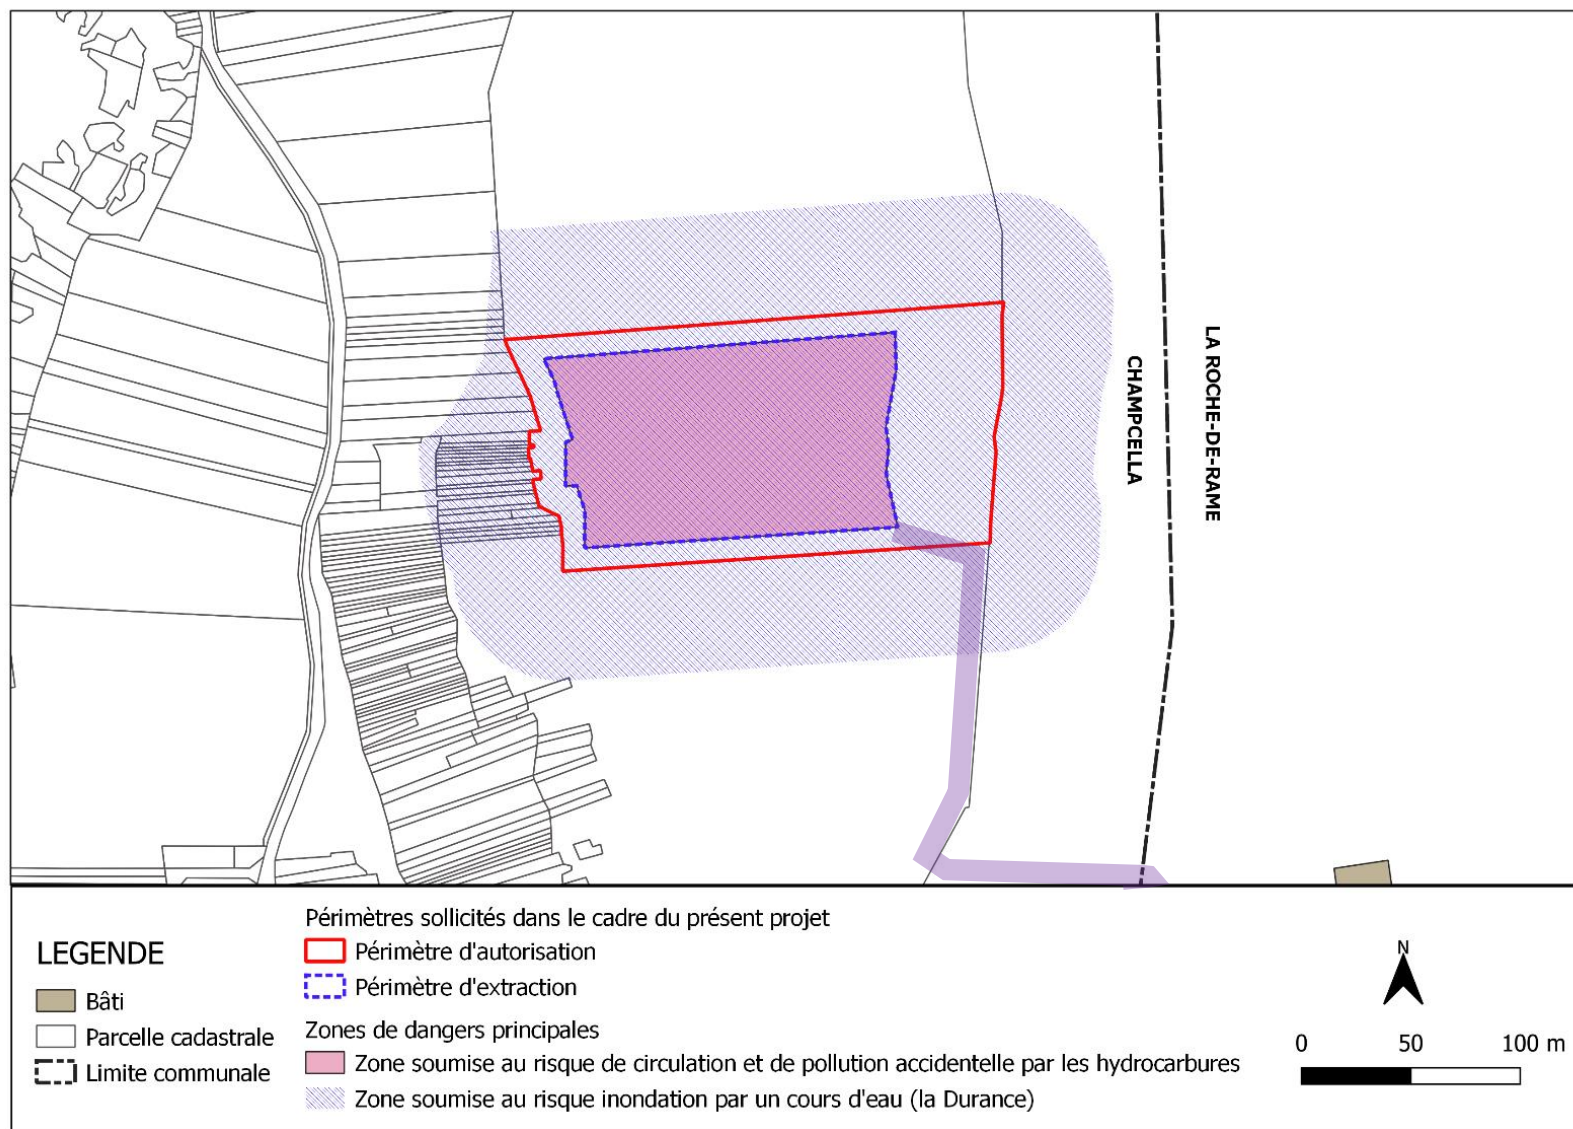 LA ROCHE-DE-RAME
CHAMPCELLA
LEGENDE
Bâti
Parcelle cadastrale
Limite communale
Périmètres sollicités dans le cadre du présent projet
Périmètre d'autorisation
Périmètre d'extraction
Zones de dangers principales
Zone soumise au risque de circulation et de pollution accidentelle par les hydrocarbures
Zone soumise au risque inondation par un cours d'eau (la Durance)
N
0 50 100 m